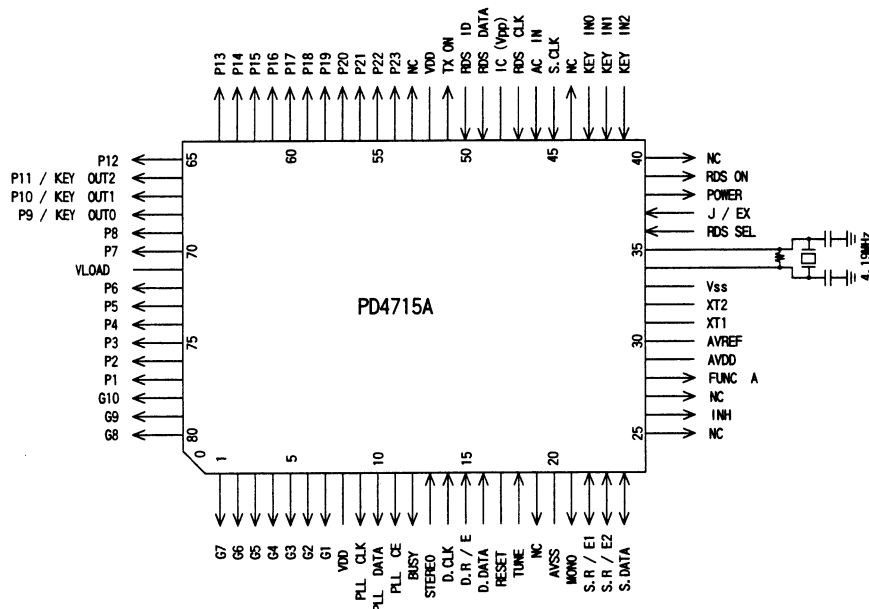 P13
P14
P15
P16
P17
P18
P19
P20
P21
P22
P23
NC
VDD
TX ON
RDS ID
RDS DATA
IC (Vpp)
RDS CLK
AC IN
S.CLK
NC
KEY IN0
KEY IN1
KEY IN2
65
60
55
50
45
40
P12
P11 / KEY OUT2
P10 / KEY OUT1
P9 / KEY OUT0
P8
P7
VLOAD
P6
P5
P4
P3
P2
P1
G10
G9
G8
70
75
80
PD4715A
NC
RDS ON
POWER
J / EX
RDS SEL
35
4.19MHz
Vss
XT2
XT1
AVREF
AVDD
FUNC A
NC
INH
NC
30
25
0
1
5
10
15
20
G7
G6
G5
G4
G3
G2
G1
VDD
PLL CLK
PLL DATA
PLL CE
BUSY
STEREO
D.CLK
D.R / E
D.DATA
RESET
TUNE
NC
AVSS
MONO
S.R / E1
S.R / E2
S.DATA